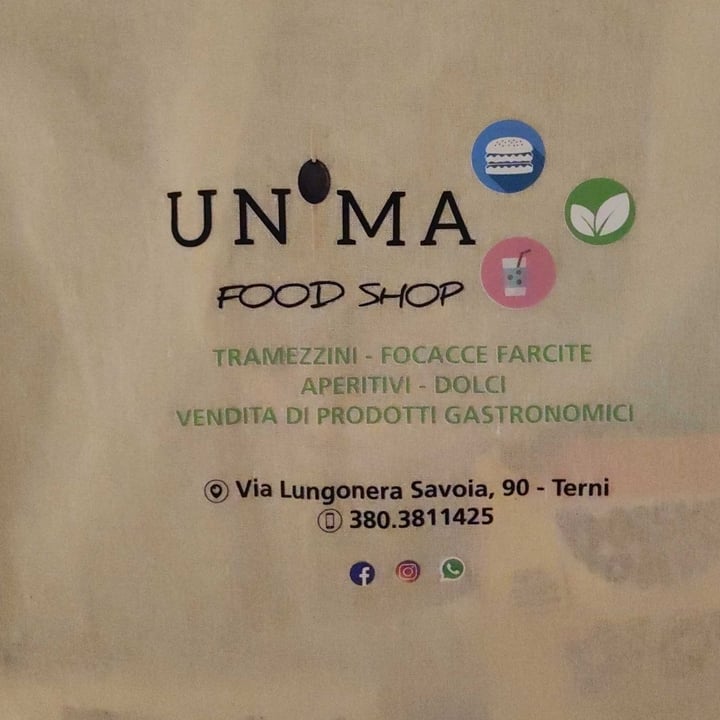 UN'MA
FOOD SHOP
TRAMEZZINI - FOCACCE FARCITE
APERITIVI - DOLCI
VENDITA DI PRODOTTI GASTRONOMICI
Via Lungonera Savoia, 90 - Terni
380.3811425